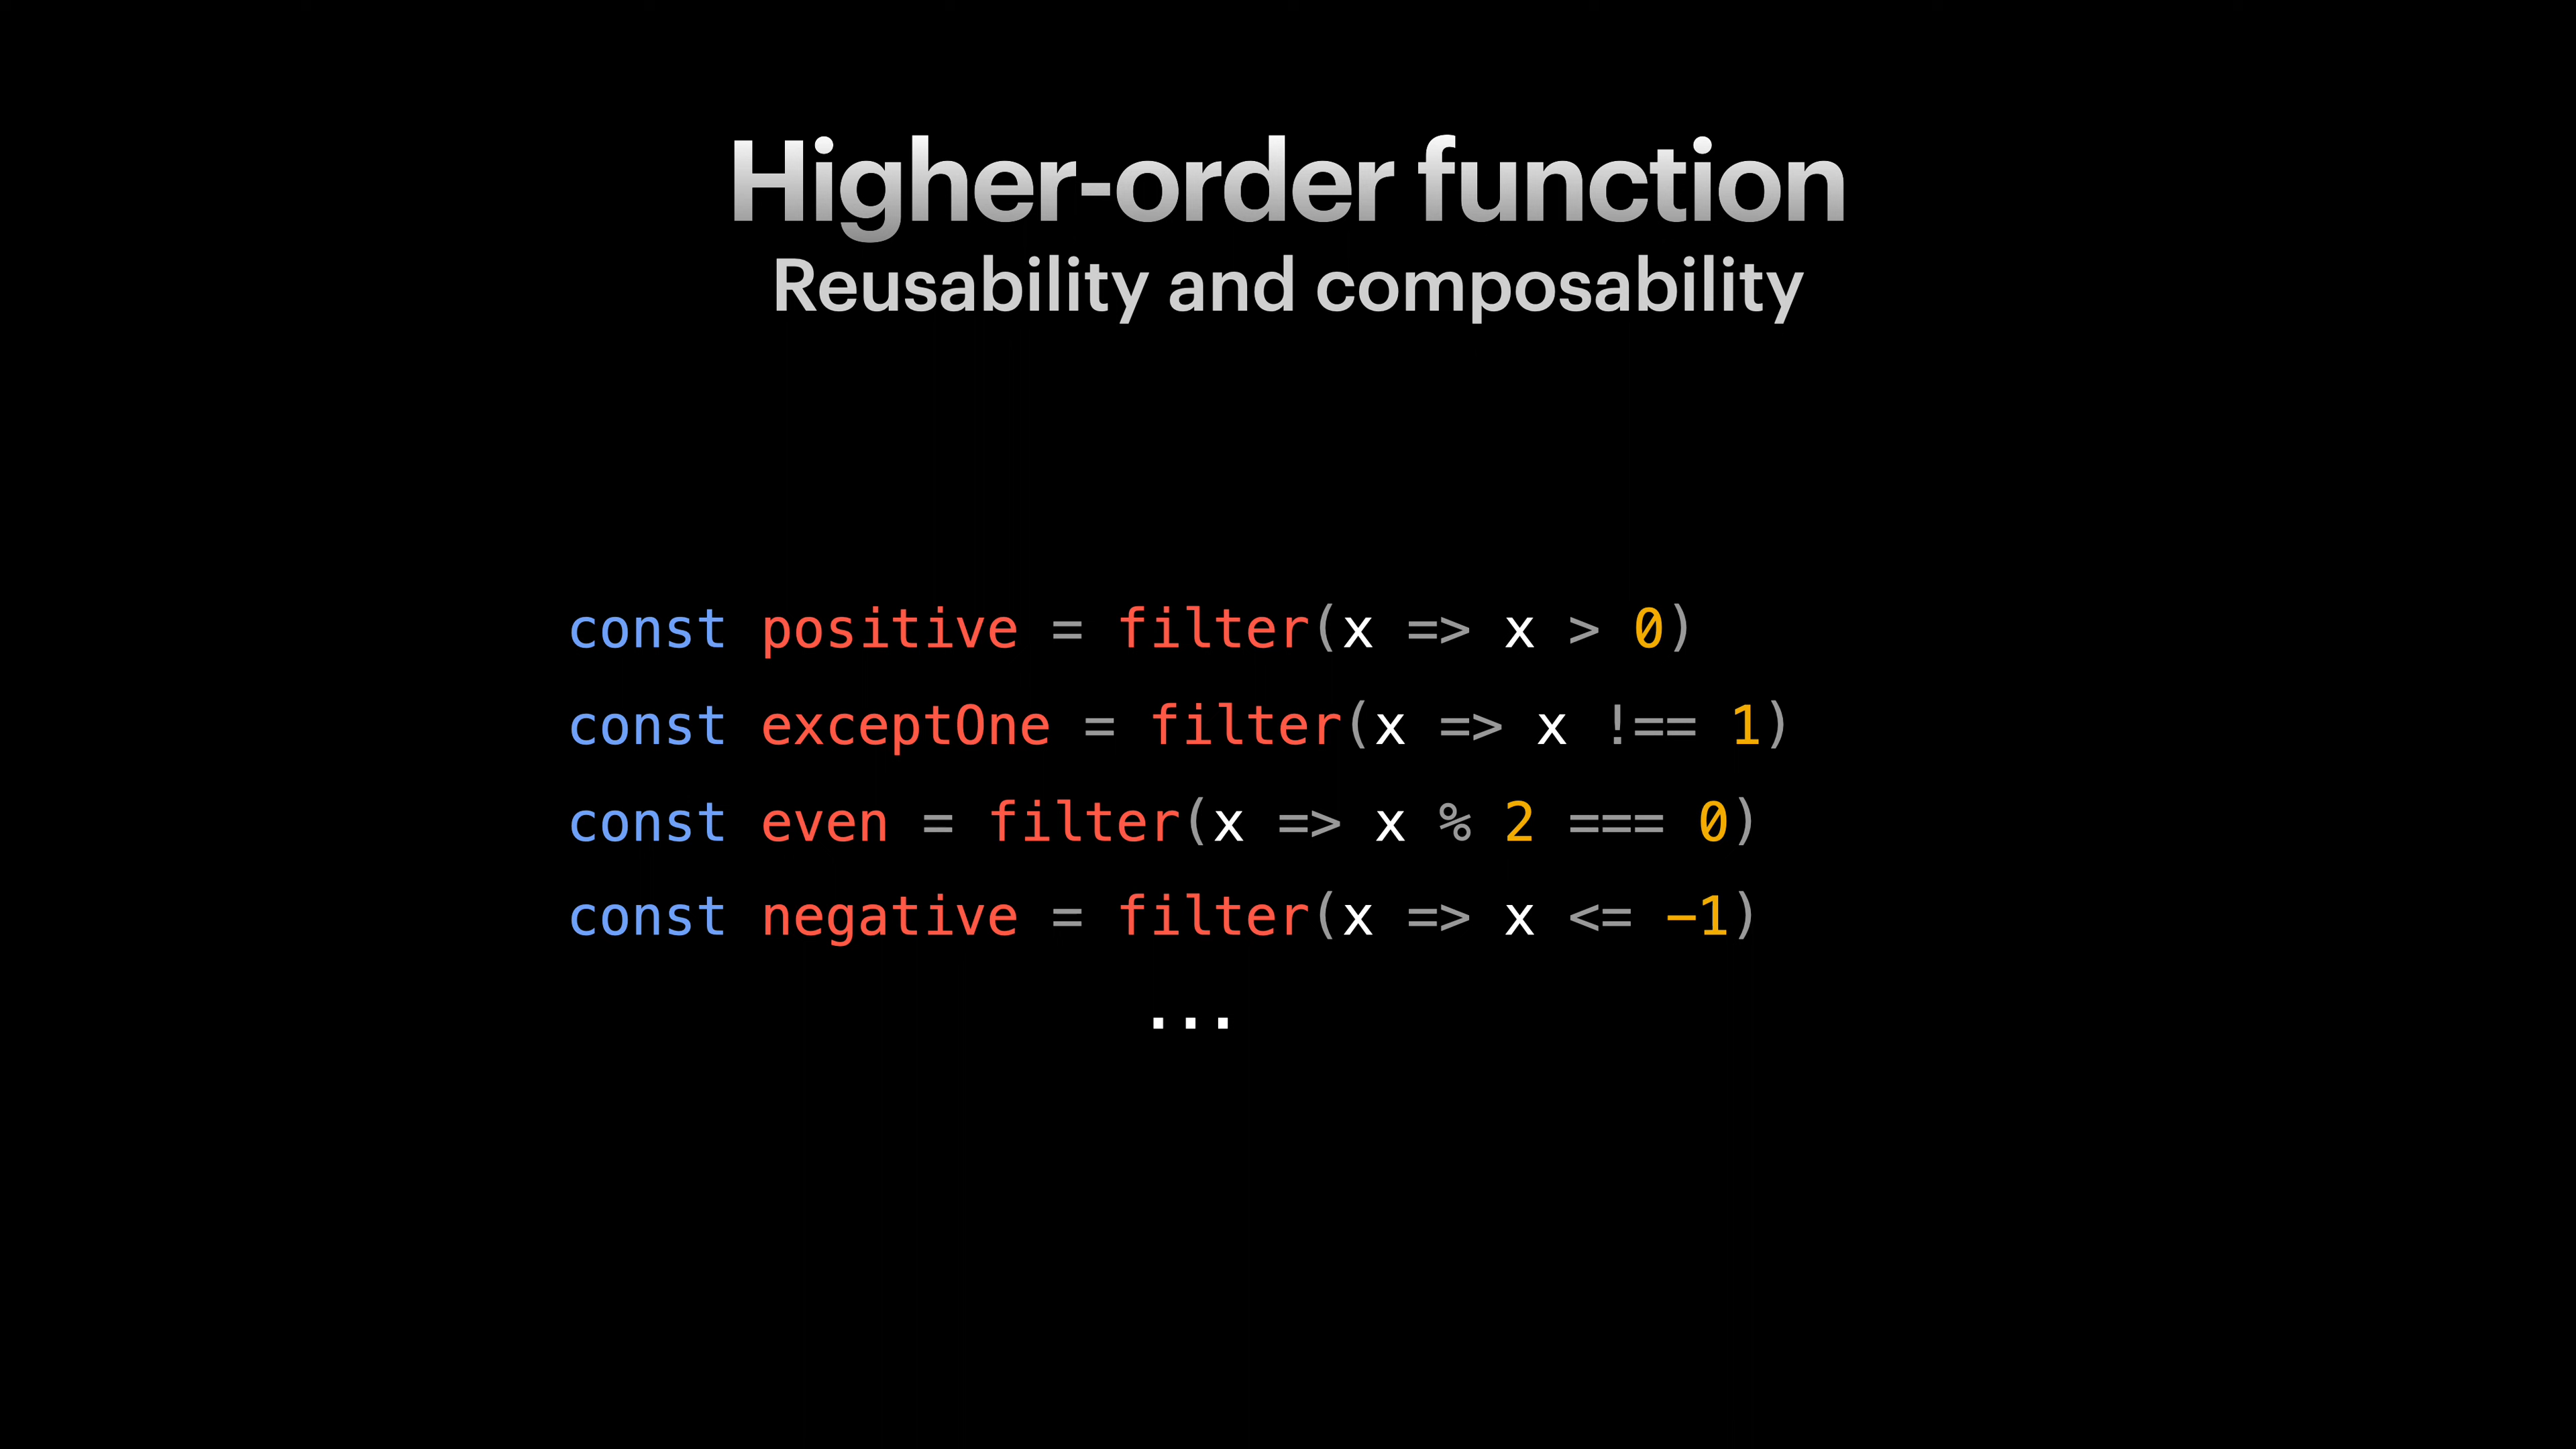 Higher-order function
Reusability and composability
const positive = filter(x => x > 0)
const exceptOne = filter(x => x !== 1)
const even = filter(x => x % 2 === 0)
const negative = filter(x => x <= -1)
...